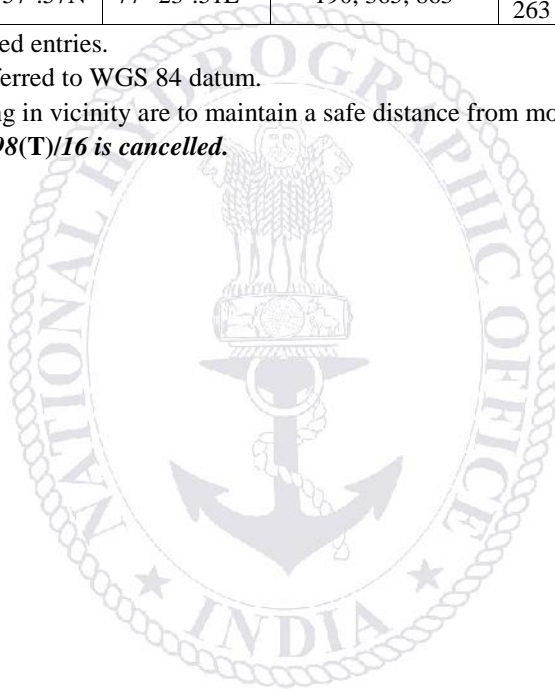 263
ed entries.
ferred to WGS 84 datum.
ng in vicinity are to maintain a safe distance from mo
98(T)/16 is cancelled.
NATIONAL HYDROGRAPHIC OFFICE
INDIA